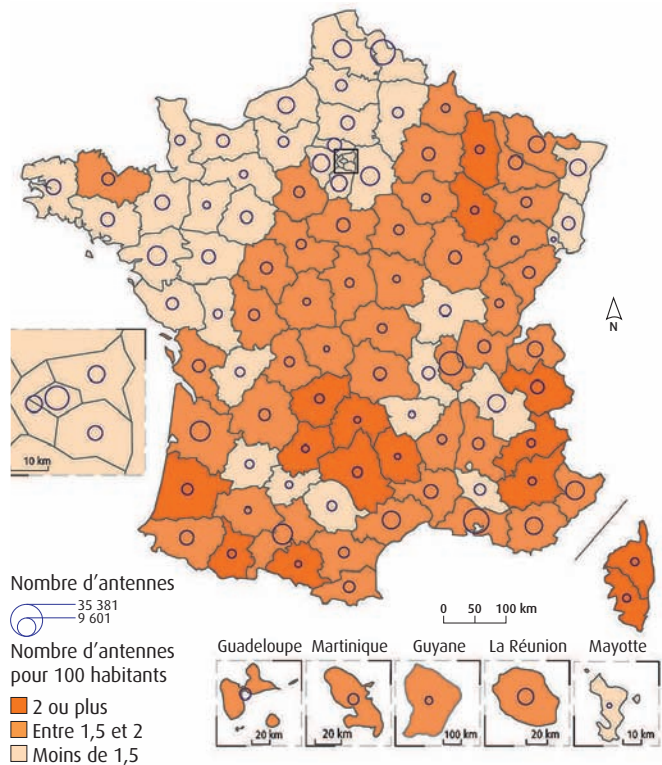 N
10 km
Nombre d'antennes
35 381
9 601
0 50 100 km
Nombre d'antennes
pour 100 habitants
2 ou plus
Entre 1,5 et 2
Moins de 1,5
Guadeloupe Martinique Guyane La Réunion Mayotte
20 km 20 km 100 km 20 km 10 km